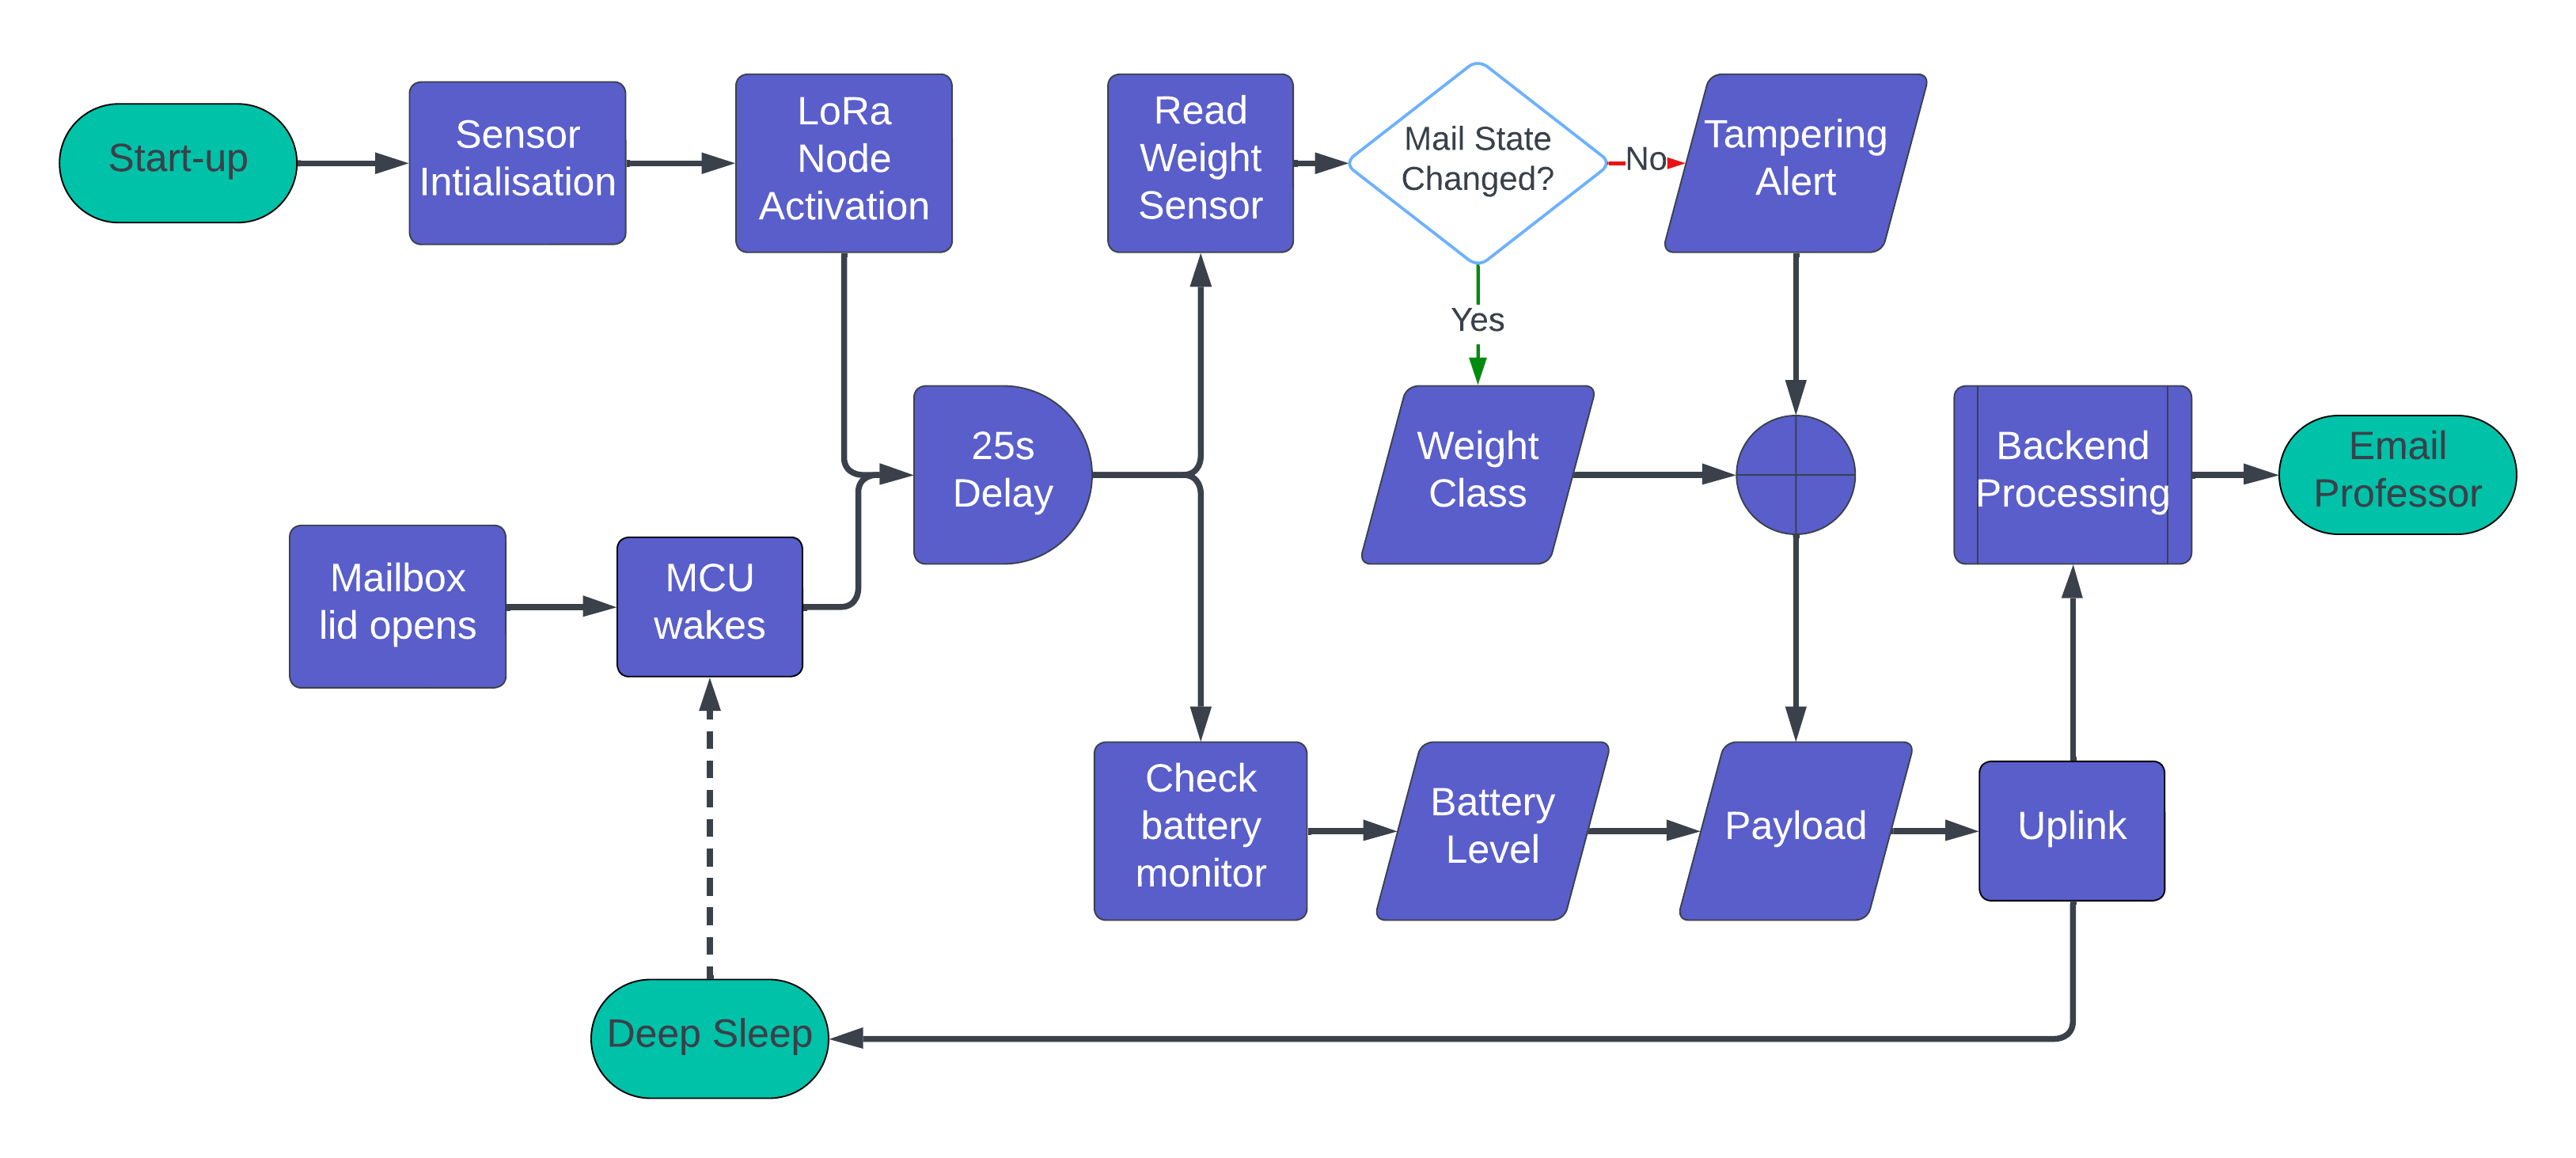 Start-up
Sensor
Intialisation
LoRa
Node
Activation
Read
Weight
Sensor
Mail State
Changed?
No
Tampering
Alert
Yes
25s
Delay
Weight
Class
Backend
Processing
Email
Professor
Mailbox
lid opens
MCU
wakes
Check
battery
monitor
Battery
Level
Payload
Uplink
Deep Sleep